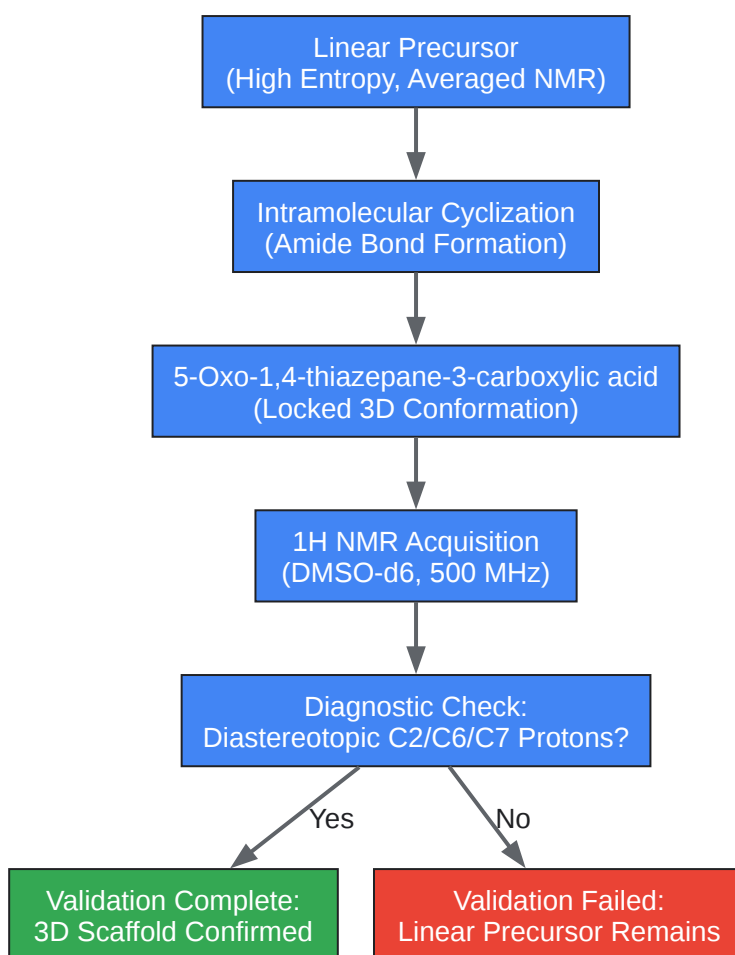 Linear Precursor
(High Entropy, Averaged NMR)
Intramolecular Cyclization
(Amide Bond Formation)
5-Oxo-1,4-thiazepane-3-carboxylic acid
(Locked 3D Conformation)
1H NMR Acquisition
(DMSO-d6, 500 MHz)
Diagnostic Check:
Diastereotopic C2/C6/C7 Protons?
Yes
No
Validation Complete:
3D Scaffold Confirmed
Validation Failed:
Linear Precursor Remains